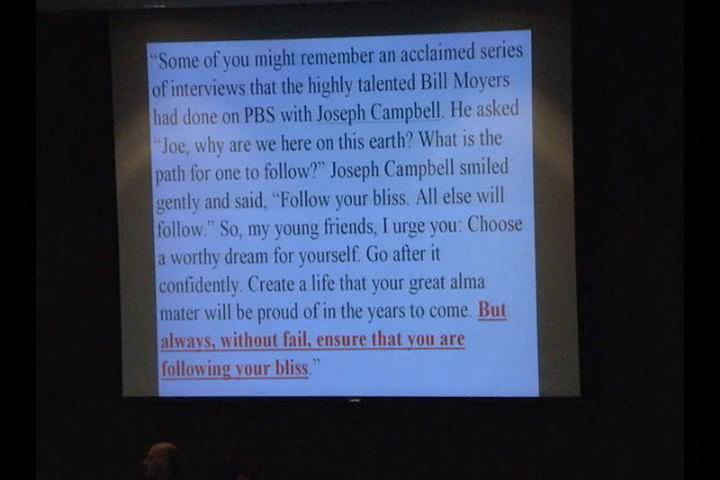 “Some of you might remember an acclaimed series
of interviews that the highly talented Bill Moyers
had done on PBS with Joseph Campbell. He asked
“Joe, why are we here on this earth? What is the
path for one to follow?” Joseph Campbell smiled
gently and said, “Follow your bliss. All else will
follow.” So, my young friends, I urge you: Choose
a worthy dream for yourself. Go after it
confidently. Create a life that your great alma
mater will be proud of in the years to come. But
always, without fail, ensure that you are
following your bliss.”